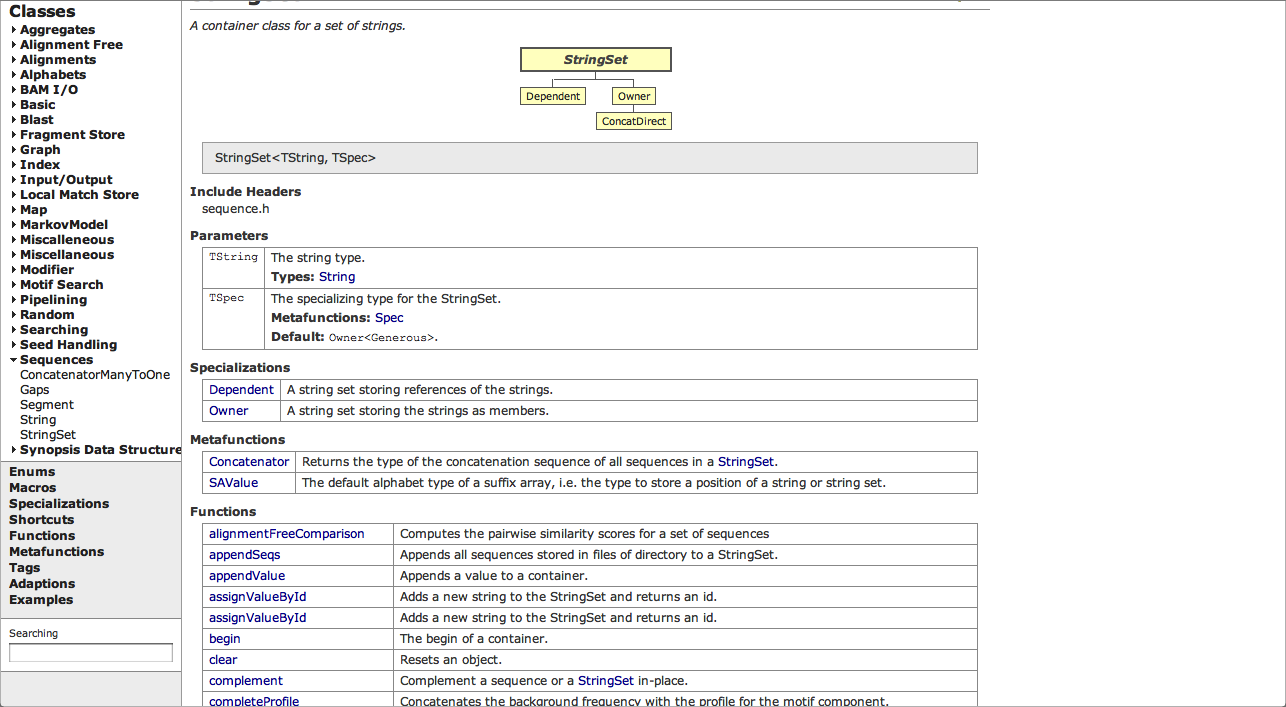 Classes
Aggregates
Alignment Free
Alignments
Alphabets
BAM I/O
Basic
Blast
Fragment Store
Graph
Index
Input/Output
Local Match Store
Map
MarkovModel
Miscalleneous
Miscellaneous
Modifier
Motif Search
Pipelining
Random
Searching
Seed Handling
Sequences
ConcatenatorManyToOne
Gaps
Segment
String
StringSet
Synopsis Data Structure
Enums
Macros
Specializations
Shortcuts
Functions
Metafunctions
Tags
Adaptions
Examples
Searching
A container class for a set of strings.
StringSet
Dependent Owner
ConcatDirect
StringSet<TString, TSpec>
Include Headers
sequence.h
Parameters
TString The string type.
Types: String
TSpec The specializing type for the StringSet.
Metafunctions: Spec
Default: Owner<Generous>.
Specializations
Dependent A string set storing references of the strings.
Owner A string set storing the strings as members.
Metafunctions
Concatenator Returns the type of the concatenation sequence of all sequences in a StringSet.
SAValue The default alphabet type of a suffix array, i.e. the type to store a position of a string or string set.
Functions
alignmentFreeComparison Computes the pairwise similarity scores for a set of sequences
appendSeqs Appends all sequences stored in files of directory to a StringSet.
appendValue Appends a value to a container.
assignValueById Adds a new string to the StringSet and returns an id.
assignValueById Adds a new string to the StringSet and returns an id.
begin The begin of a container.
clear Resets an object.
complement Complement a sequence or a StringSet in-place.
completeProfile Concatenates the background frequency with the profile for the motif component.